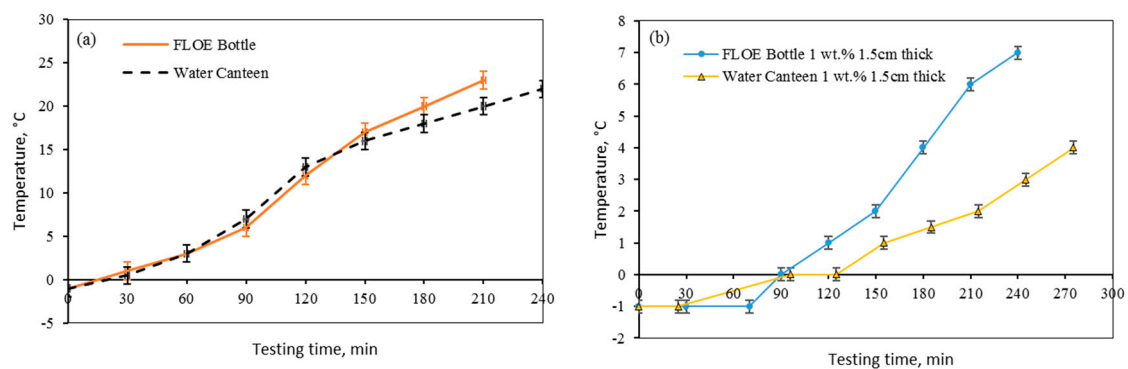 (a)
FLOE Bottle
Water Canteen
30
25
20
15
10
5
0
-5
0 30 60 90 120 150 180 210 240
Temperature, °C
Testing time, min
(b)
FLOE Bottle 1 wt.% 1.5cm thick
Water Canteen 1 wt.% 1.5cm thick
8
7
6
5
4
3
2
1
0
-1
-2
0 30 60 90 120 150 180 210 240 270 300
Temperature, °C
Testing time, min